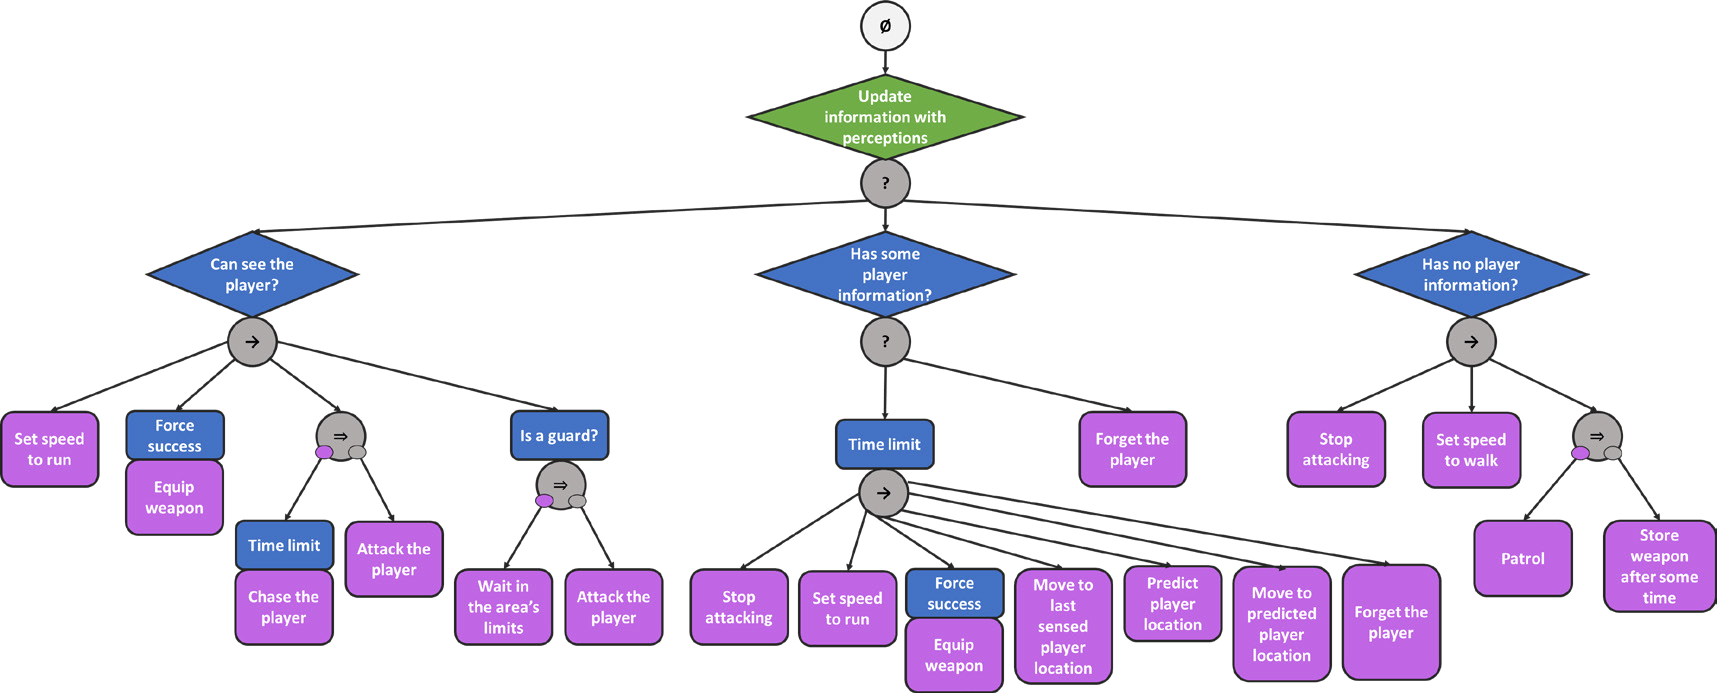 Ø
Update
information with
perceptions
?
Can see the
player?
Has some
player
information?
Has no player
information?
→
?
→
Set speed
to run
Force
success
Equip
weapon
⇒
Time limit
Chase the
player
Attack the
player
Is a guard?
⇒
Wait in
the area's
limits
Attack the
player
Time limit
→
Forget the
player
Stop
attacking
Set speed
to run
Force
success
Equip
weapon
Move to
last
sensed
player
location
Predict
player
location
Move to
predicted
player
location
Forget the
player
Stop
attacking
Set speed
to walk
⇒
Patrol
Store
weapon
after some
time